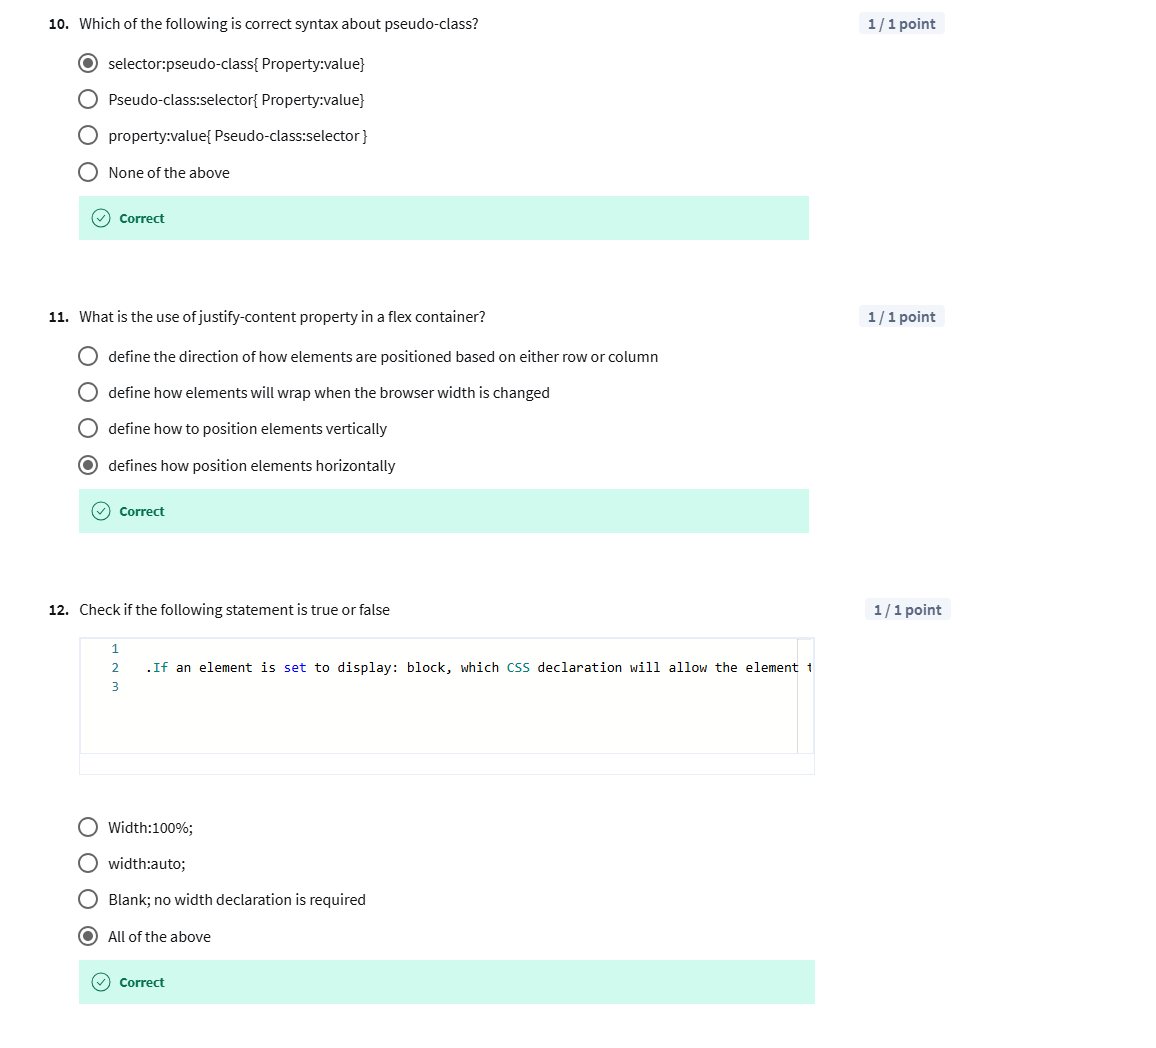 10. Which of the following is correct syntax about pseudo-class? 1 / 1 point
selector:pseudo-class{ Property:value}
Pseudo-class:selector{ Property:value}
property:value{ Pseudo-class:selector }
None of the above
Correct
11. What is the use of justify-content property in a flex container? 1 / 1 point
define the direction of how elements are positioned based on either row or column
define how elements will wrap when the browser width is changed
define how to position elements vertically
defines how position elements horizontally
Correct
12. Check if the following statement is true or false 1 / 1 point
1
2 .If an element is set to display: block, which CSS declaration will allow the element
3
Width:100%;
width:auto;
Blank; no width declaration is required
All of the above
Correct